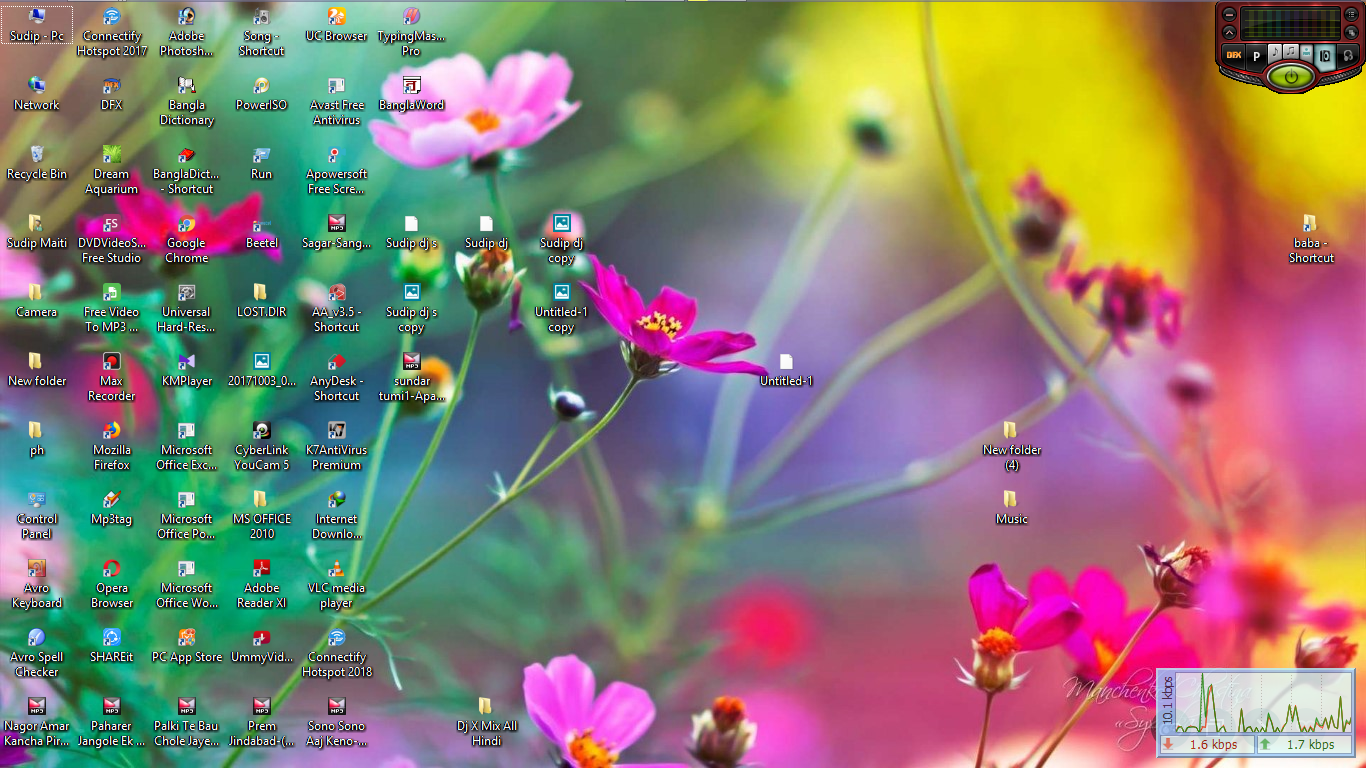 Sudip - Pc
Connectify
Hotspot 2017
Adobe
Photosh...
Song -
Shortcut
UC Browser
TypingMas...
Pro
Network
DFX
Bangla
Dictionary
PowerISO
Avast Free
Antivirus
BanglaWord
Recycle Bin
Dream
Aquarium
BanglaDict...
- Shortcut
Run
Apowersoft
Free Scre...
Sudip Maiti
DVDVideoS...
Free Studio
Google
Chrome
Beetel
Sagar-Sang...
Sudip dj s
Sudip dj
Sudip dj
copy
baba -
Shortcut
Camera
Free Video
To MP3 ...
Universal
Hard-Res...
LOST.DIR
AA_v3.5 -
Shortcut
Sudip dj s
copy
Untitled-1
copy
New folder
Max
Recorder
KMPlayer
20171003_0...
AnyDesk -
Shortcut
sundar
tumi1-Apa...
Untitled-1
ph
Mozilla
Firefox
Microsoft
Office Exc...
CyberLink
YouCam 5
K7AntiVirus
Premium
New folder
(4)
Control
Panel
Mp3tag
Microsoft
Office Po...
MS OFFICE
2010
Internet
Downlo...
Music
Avro
Keyboard
Opera
Browser
Microsoft
Office Wo...
Adobe
Reader XI
VLC media
player
Avro Spell
Checker
SHAREit
PC App Store
UmmyVid...
Connectify
Hotspot 2018
Nagor Amar
Kancha Pir...
Paharer
Jangole Ek ...
Palki Te Bau
Chole Jaye...
Prem
Jindabad-(...
Sono Sono
Aaj Keno-...
Dj X Mix All
Hindi
DFX
P
10.1 kbps
1.6 kbps
1.7 kbps